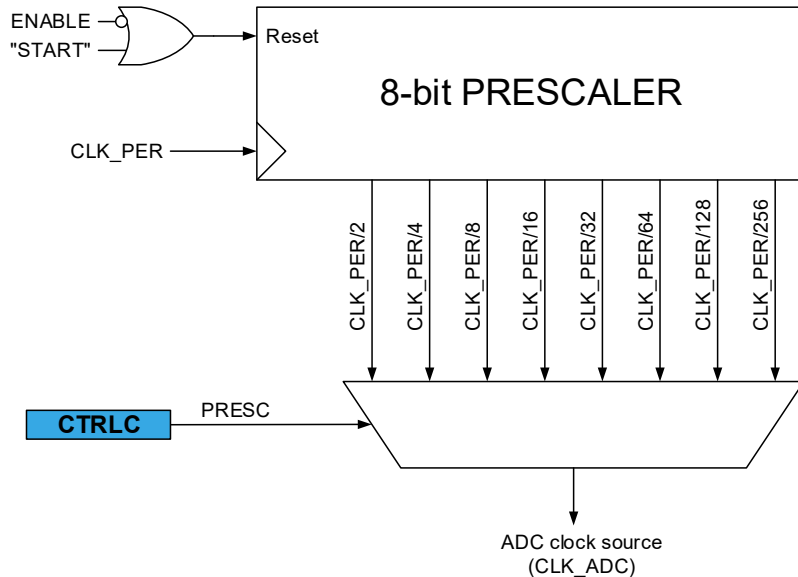 ENABLE
"START"
Reset
8-bit PRESCALER
CLK_PER
CLK_PER/2
CLK_PER/4
CLK_PER/8
CLK_PER/16
CLK_PER/32
CLK_PER/64
CLK_PER/128
CLK_PER/256
CTRLC
PRESC
ADC clock source
(CLK_ADC)